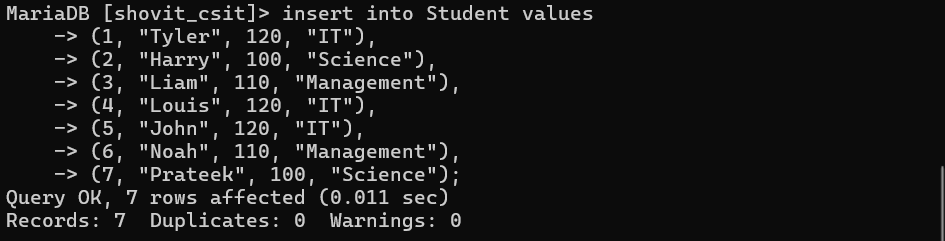 MariaDB [shovit_csit]> insert into Student values
    -> (1, "Tyler", 120, "IT"),
    -> (2, "Harry", 100, "Science"),
    -> (3, "Liam", 110, "Management"),
    -> (4, "Louis", 120, "IT"),
    -> (5, "John", 120, "IT"),
    -> (6, "Noah", 110, "Management"),
    -> (7, "Prateek", 100, "Science");
Query OK, 7 rows affected (0.011 sec)
Records: 7  Duplicates: 0  Warnings: 0